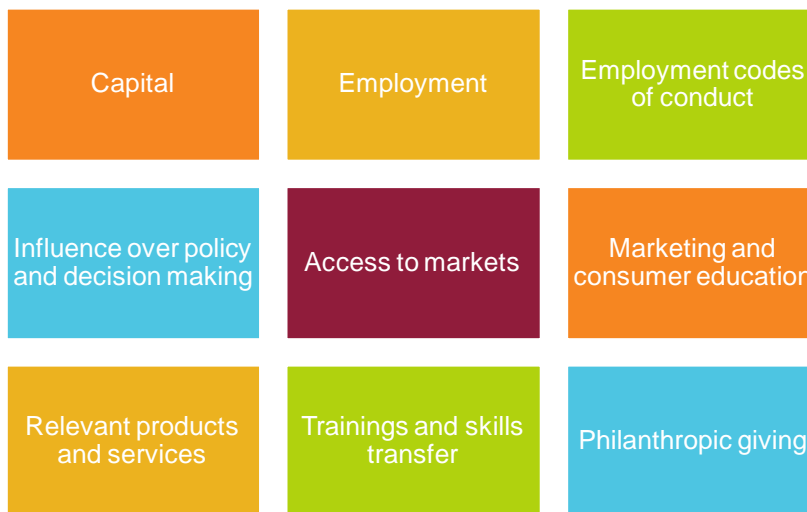 Capital
Employment
Employment codes
of conduct
Influence over policy
and decision making
Access to markets
Marketing and
consumer education
Relevant products
and services
Trainings and skills
transfer
Philanthropic giving